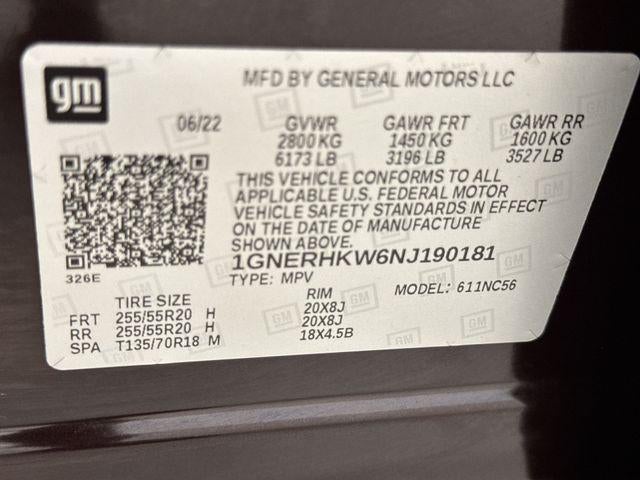 gm
MFD BY GENERAL MOTORS LLC
06/22 GVWR GAWR FRT GAWR RR
2800 KG 1450 KG 1600 KG
6173 LB 3196 LB 3527 LB
THIS VEHICLE CONFORMS TO ALL
APPLICABLE U.S. FEDERAL MOTOR
VEHICLE SAFETY STANDARDS IN EFFECT
ON THE DATE OF MANUFACTURE
SHOWN ABOVE.
326E
1GNERHKW6NJ190181
TYPE: MPV MODEL: 611NC56
TIRE SIZE RIM
FRT 255/55R20 H 20X8J
RR 255/55R20 H 20X8J
SPA T135/70R18 M 18X4.5B